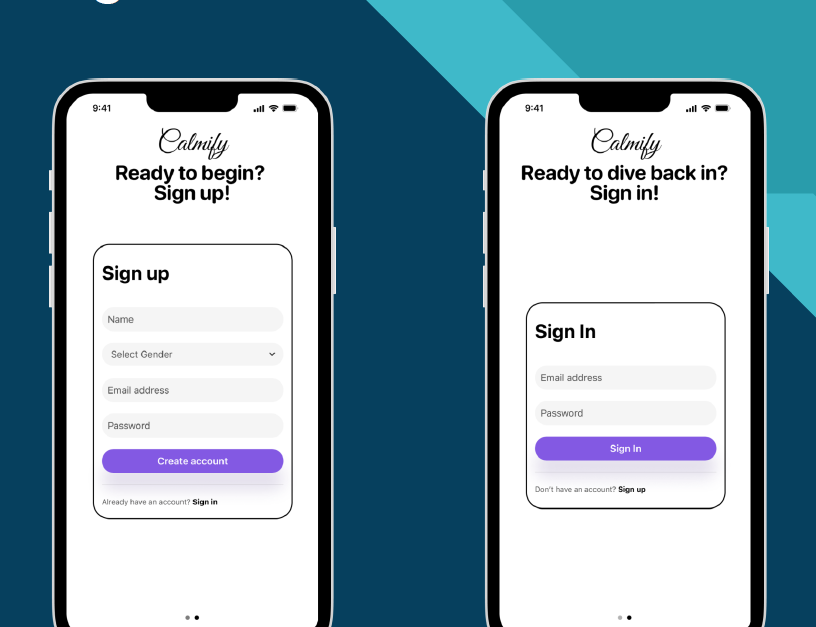 9:41
Calmify
Ready to begin?
Sign up!
Sign up
Name
Select Gender
Email address
Password
Create account
Already have an account? Sign in
9:41
Calmify
Ready to dive back in?
Sign in!
Sign In
Email address
Password
Sign In
Don't have an account? Sign up